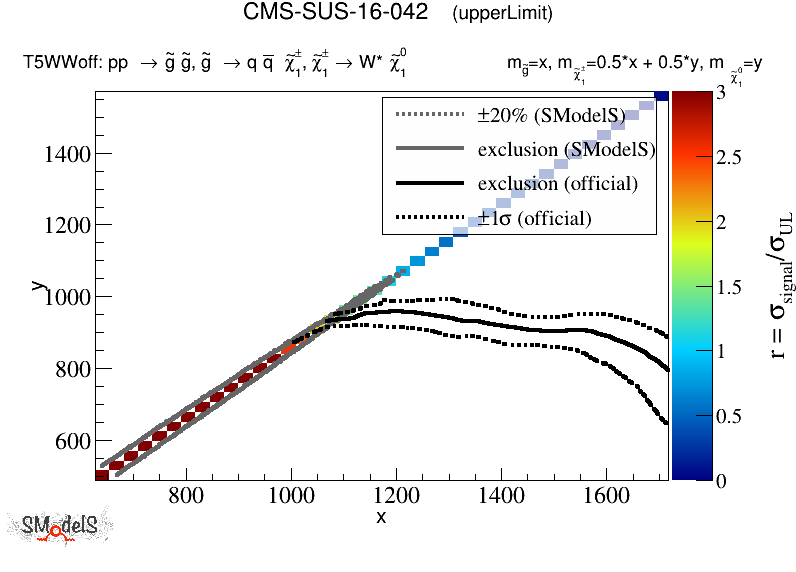 CMS-SUS-16-042 (upperLimit)
T5WWoff: pp → g̃ g̃, g̃ → q q̅ χ̃₁±, χ̃₁± → W* χ̃₁⁰ m_g̃=x, m_χ̃₁±=0.5*x + 0.5*y, m_χ̃₁⁰=y
±20% (SModelS)
exclusion (SModelS)
exclusion (official)
±1σ (official)
y
1400
1200
1000
800
600
800 1000 1200 1400 1600
x
3
2.5
2
1.5
1
0.5
0
r = σ_signal/σ_UL
SModelS